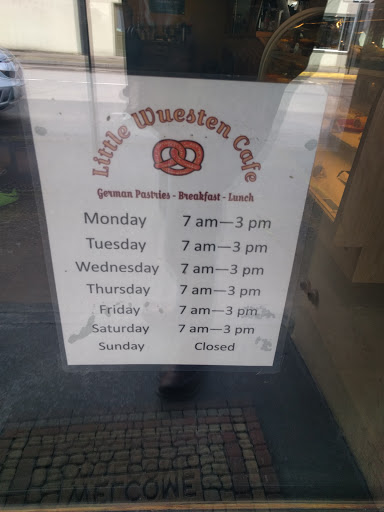 Little Wuesten Cafe
German Pastries - Breakfast - Lunch
Monday 7 am—3 pm
Tuesday 7 am—3 pm
Wednesday 7 am—3 pm
Thursday 7 am—3 pm
Friday 7 am—3 pm
Saturday 7 am—3 pm
Sunday Closed
WELCOME